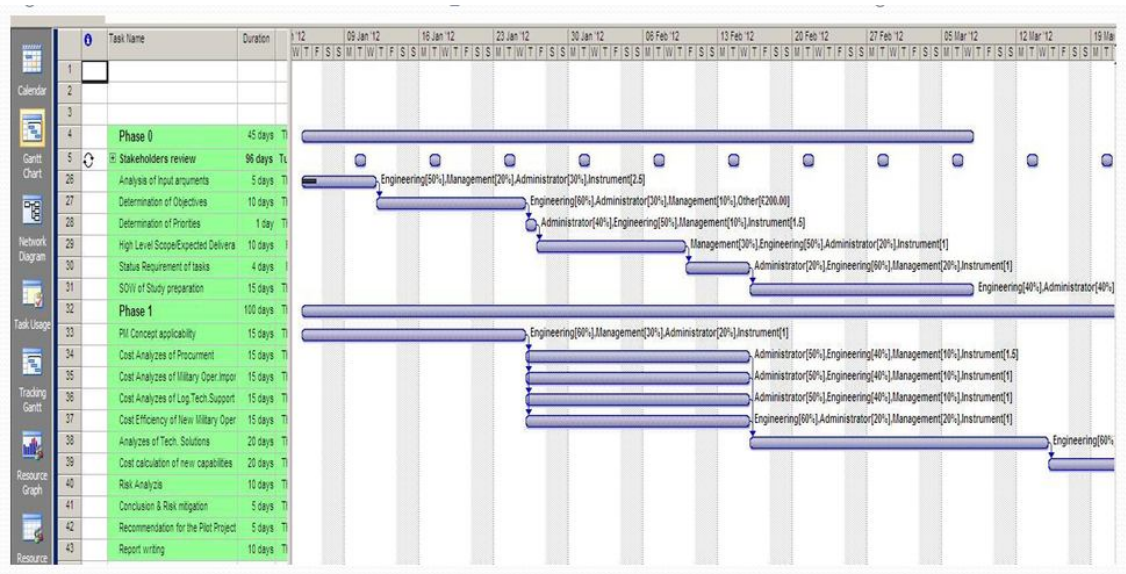 Task Name Duration '12 09 Jan '12 16 Jan '12 23 Jan '12 30 Jan '12 06 Feb '12 13 Feb '12 20 Feb '12 27 Feb '12 05 Mar '12 12 Mar '12 19 Ma
W T F S S M T W T F S S M T W T F S S M T W T F S S M T W T F S S M T W T F S S M T W T F S S M T W T F S S M T W T F S S M T W T F S S M T W T F S S M T
Calendar
Gantt Chart
Network Diagram
Task Usage
Tracking Gantt
Resource Graph
Resource
1
2
3
4 Phase 0 45 days T
5 Stakeholders review 96 days Tu
26 Analysis of Input arguments 5 days T Engineering[50%],Management[20%],Administrator[30%],Instrument[2.5]
27 Determination of Objectives 10 days T Engineering[60%],Administrator[30%],Management[10%],Other[€200.00]
28 Determination of Priorities 1 day T Administrator[40%],Engineering[50%],Management[10%],Instrument[1.5]
29 High Level Scope/Expected Delivera 10 days Management[30%],Engineering[50%],Administrator[20%],Instrument[1]
30 Status Requirement of tasks 4 days Administrator[20%],Engineering[60%],Management[20%],Instrument[1]
31 SOW of Study preparation 15 days T Engineering[40%],Administrator[40%]
32 Phase 1 100 days T
33 PM Concept applicability 15 days T Engineering[60%],Management[30%],Administrator[20%],Instrument[1]
34 Cost Analyzes of Procurment 15 days T Administrator[50%],Engineering[40%],Management[10%],Instrument[1.5]
35 Cost Analyzes of Military Oper.Impor 15 days T Administrator[50%],Engineering[40%],Management[10%],Instrument[1]
36 Cost Analyzes of Log.Tech.Support 15 days T Administrator[50%],Engineering[40%],Management[10%],Instrument[1]
37 Cost Efficiency of New Military Oper 15 days T Engineering[60%],Administrator[20%],Management[20%],Instrument[1]
38 Analyzes of Tech. Solutions 20 days T Engineering[60%
39 Cost calculation of new capabilities 20 days T
40 Risk Analyzis 10 days T
41 Conclusion & Risk mitigation 5 days T
42 Recommendation for the Pilot Project 5 days T
43 Report writing 10 days T